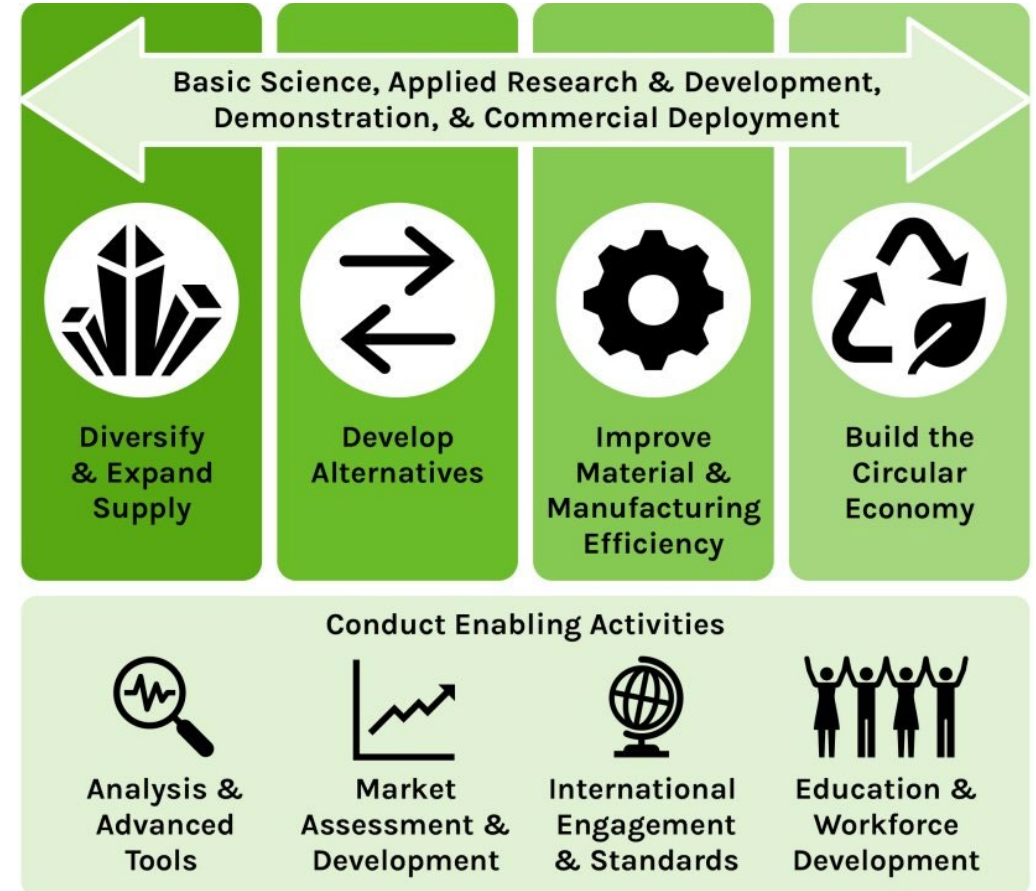 Basic Science, Applied Research & Development,
Demonstration, & Commercial Deployment
Diversify
& Expand
Supply
Develop
Alternatives
Improve
Material &
Manufacturing
Efficiency
Build the
Circular
Economy
Conduct Enabling Activities
Analysis &
Advanced
Tools
Market
Assessment &
Development
International
Engagement
& Standards
Education &
Workforce
Development